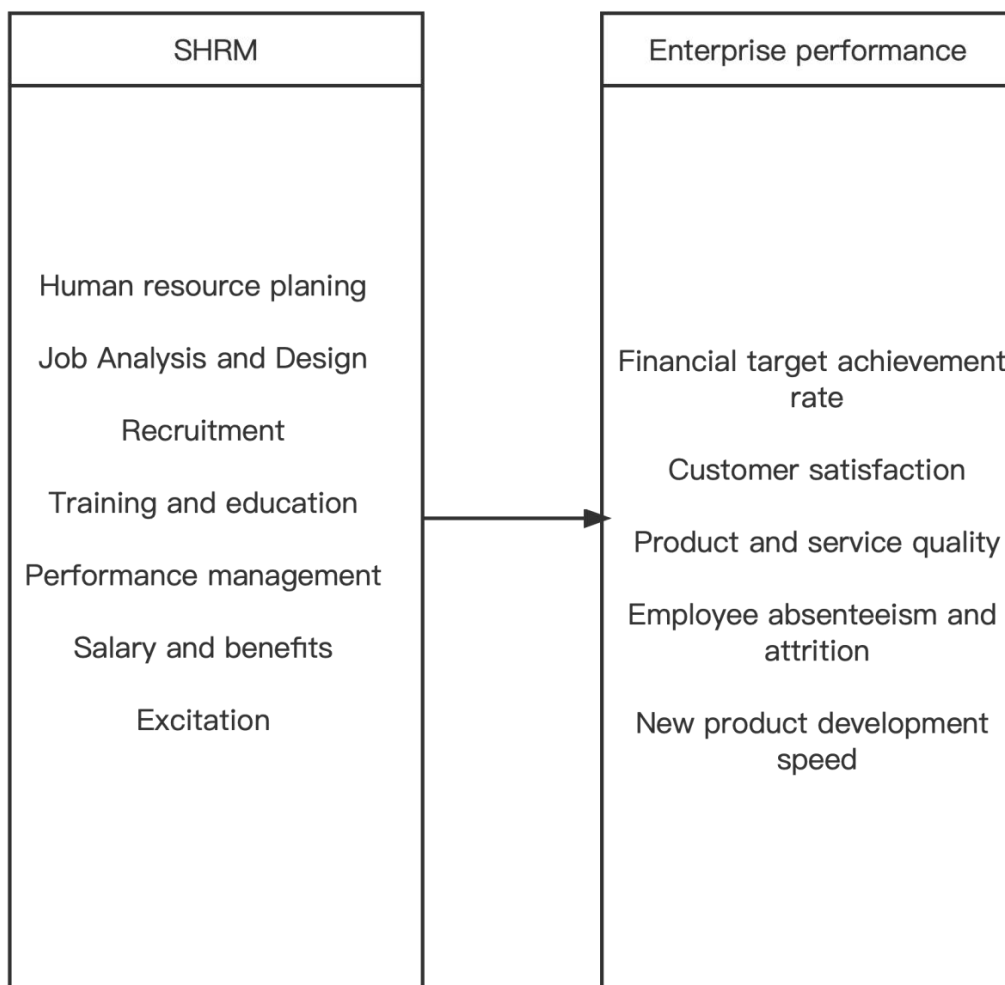 SHRM
Human resource planing
Job Analysis and Design
Recruitment
Training and education
Performance management
Salary and benefits
Excitation
Enterprise performance
Financial target achievement
rate
Customer satisfaction
Product and service quality
Employee absenteeism and
attrition
New product development
speed